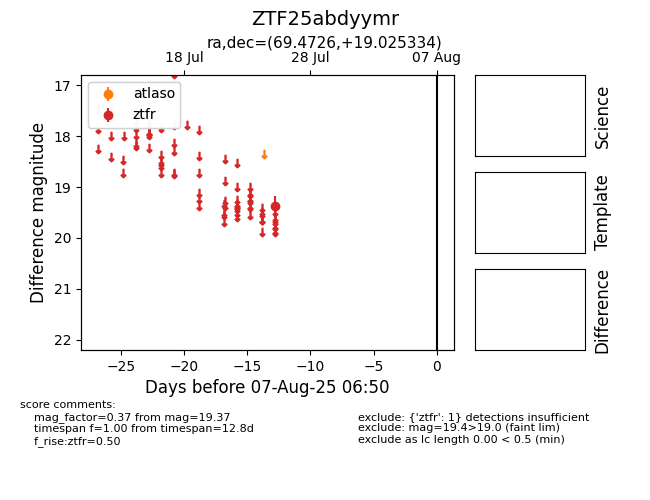 ZTF25abdyymr
ra,dec=(69.4726,+19.025334)
18 Jul
28 Jul
07 Aug
atlaso
ztfr
17
18
19
20
21
22
Difference magnitude
−25
−20
−15
−10
−5
0
Days before 07-Aug-25 06:50
Science
Template
Difference
score comments:
mag_factor=0.37 from mag=19.37
timespan f=1.00 from timespan=12.8d
f_rise:ztfr=0.50
exclude: {'ztfr': 1} detections insufficient
exclude: mag=19.4>19.0 (faint lim)
exclude as lc length 0.00 < 0.5 (min)